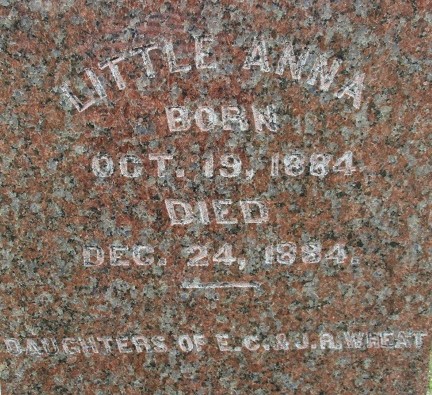 LITTLE ANNA
BORN
OCT. 19, 1884.
DIED
DEC. 24, 1884.
DAUGHTERS OF E. C. & J. R. WHEAT